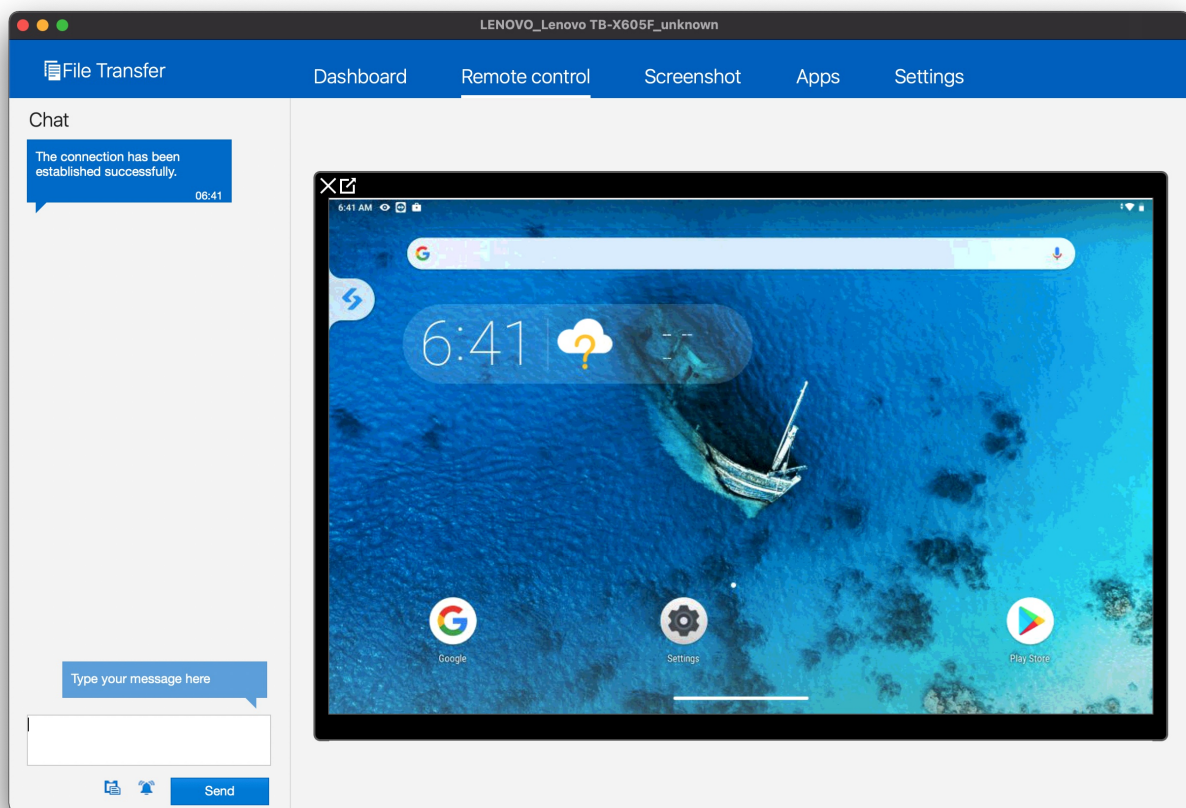 LENOVO_Lenovo TB-X605F_unknown
File Transfer
Dashboard
Remote control
Screenshot
Apps
Settings
Chat
The connection has been
established successfully.
06:41
6:41 AM
6:41
?
-- --
--
Google
Settings
Play Store
Type your message here
Send